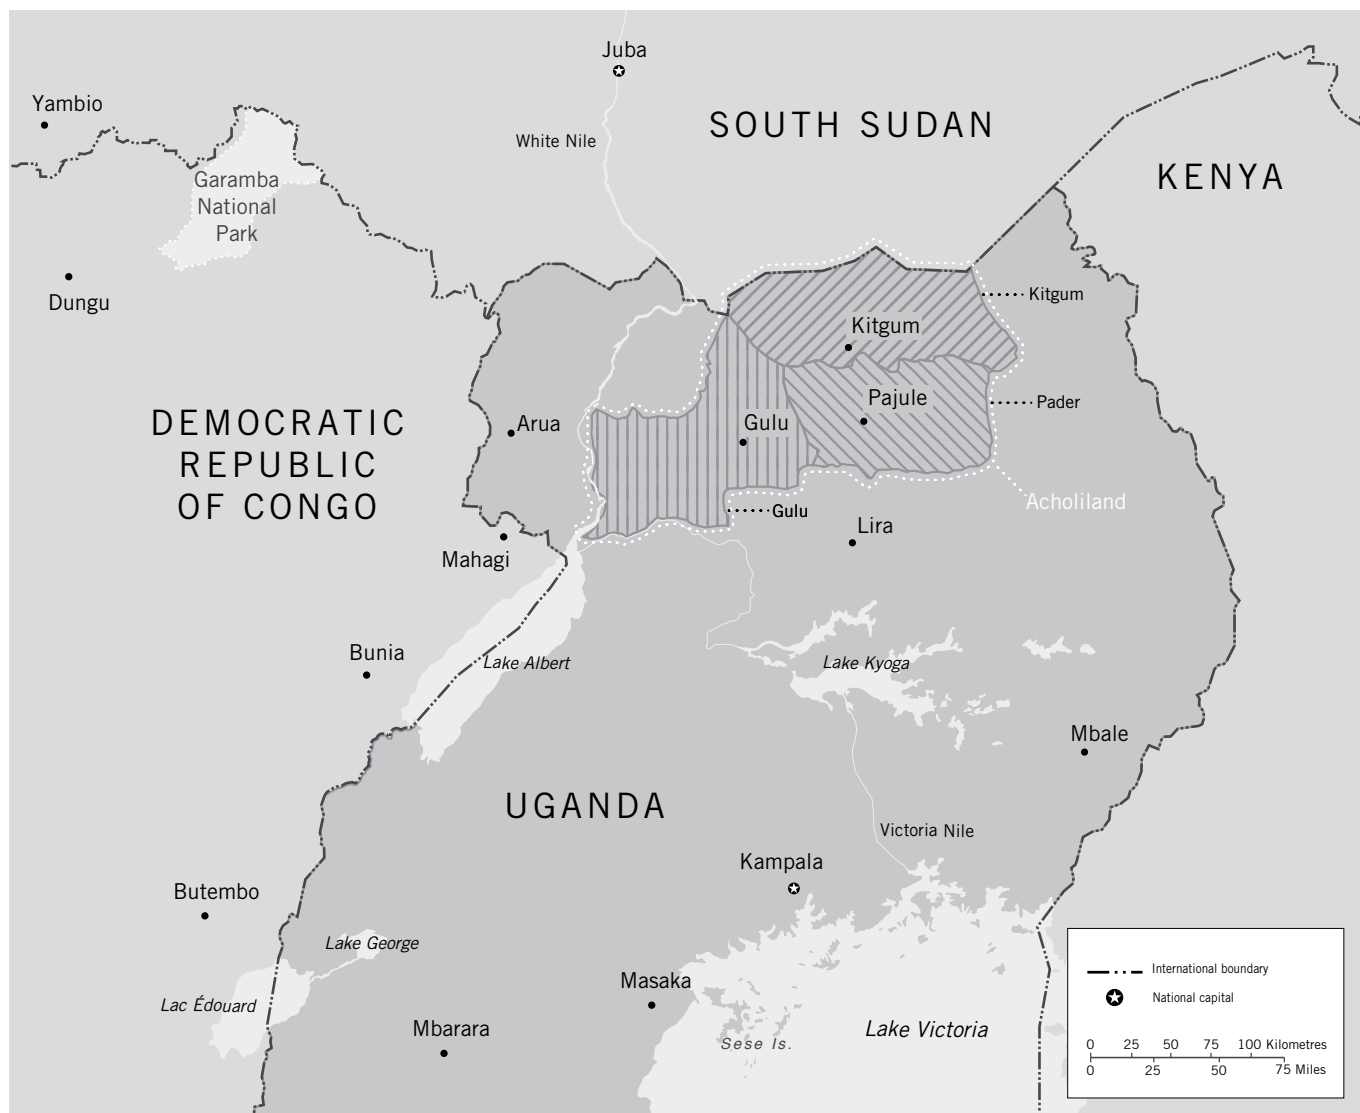 Juba
Yambio
White Nile
SOUTH SUDAN
KENYA
Garamba
National
Park
Dungu
Kitgum
Kitgum
Pajule
Pader
DEMOCRATIC
REPUBLIC
OF CONGO
Arua
Gulu
Acholiland
Gulu
Lira
Mahagi
Bunia
Lake Albert
Lake Kyoga
Mbale
UGANDA
Victoria Nile
Kampala
Butembo
Lake George
Masaka
Lac Édouard
Mbarara
Sese Is.
Lake Victoria
International boundary
National capital
0 25 50 75 100 Kilometres
0 25 50 75 Miles